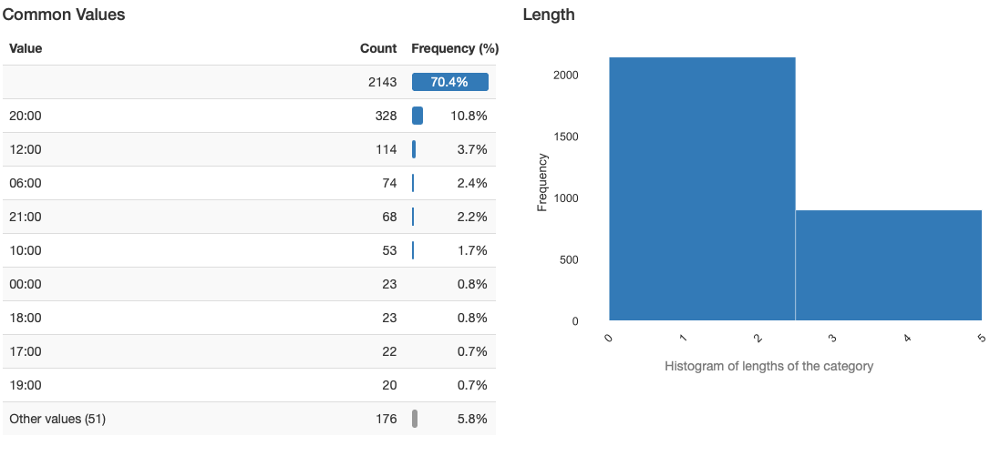 Common Values
Value Count Frequency (%)
2143 70.4%
20:00 328 10.8%
12:00 114 3.7%
06:00 74 2.4%
21:00 68 2.2%
10:00 53 1.7%
00:00 23 0.8%
18:00 23 0.8%
17:00 22 0.7%
19:00 20 0.7%
Other values (51) 176 5.8%
Length
Frequency
2000
1500
1000
500
0
0 1 2 3 4 5
Histogram of lengths of the category